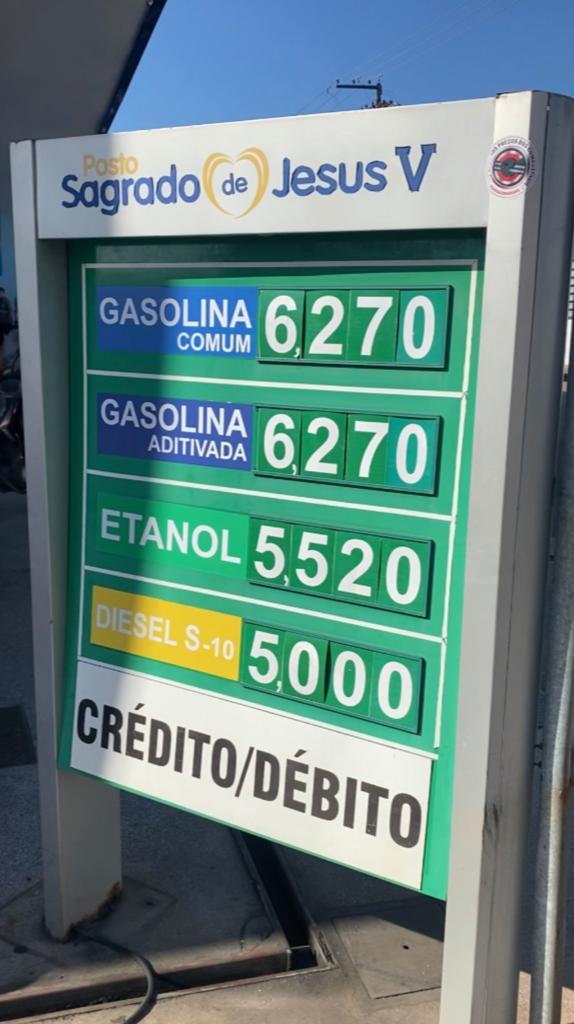 Posto
Sagrado de Jesus V
GASOLINA
COMUM
6,270
GASOLINA
ADITIVADA
6,270
ETANOL
5,520
DIESEL S-10
5,000
CRÉDITO/DÉBITO